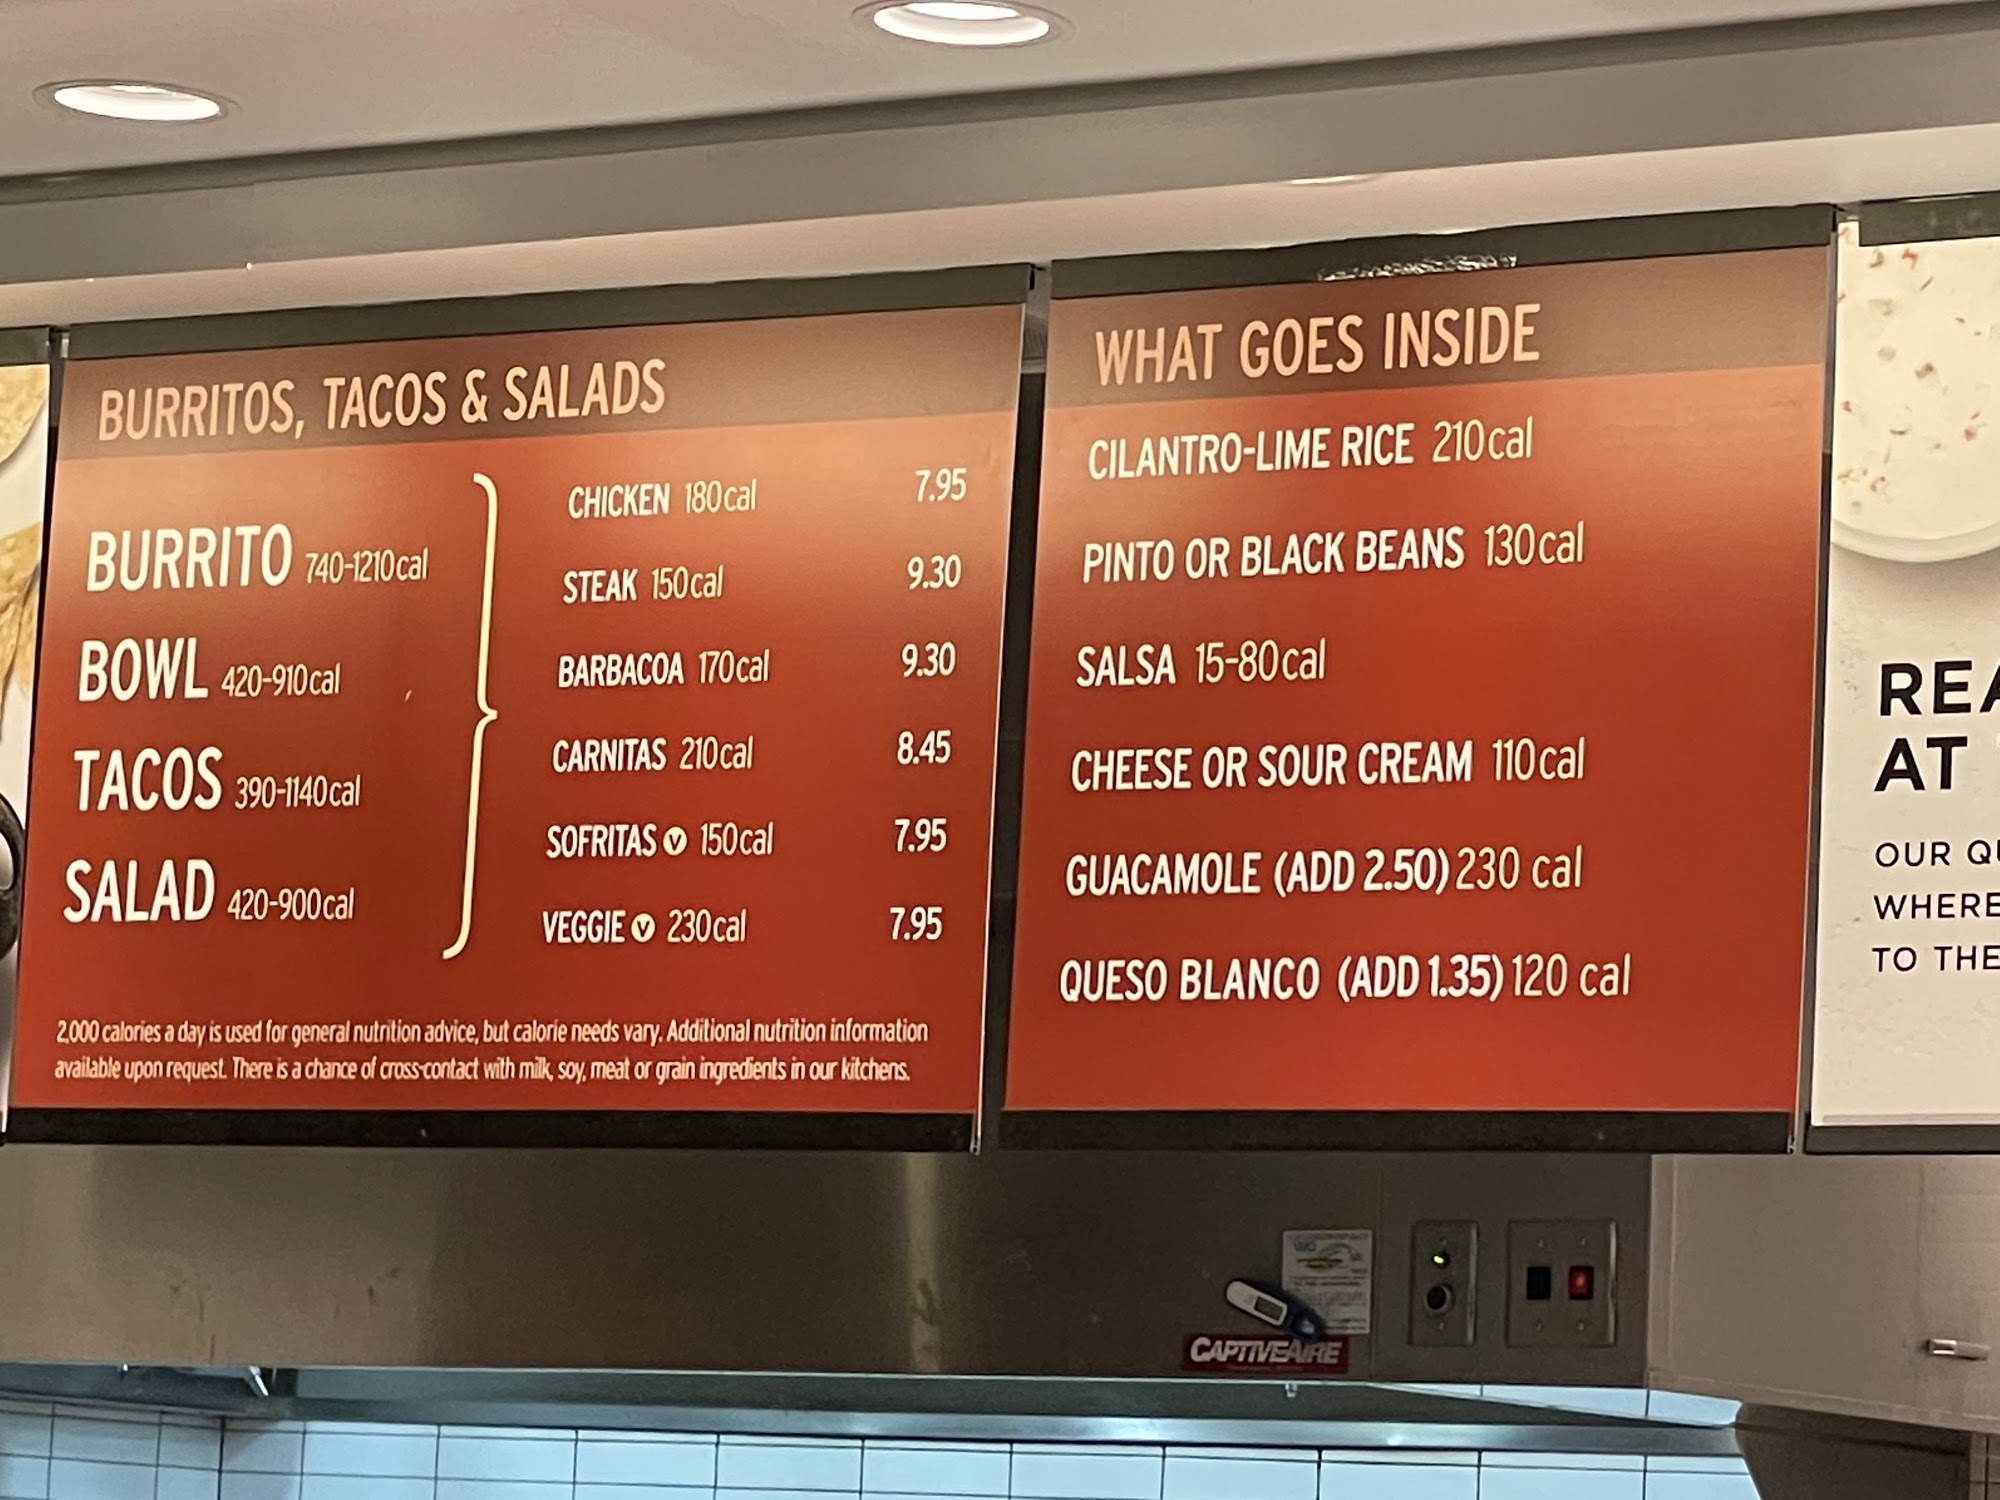 BURRITOS, TACOS & SALADS
BURRITO 740-1210cal
BOWL 420-910cal
TACOS 390-1140cal
SALAD 420-900cal
CHICKEN 180cal 7.95
STEAK 150cal 9.30
BARBACOA 170cal 9.30
CARNITAS 210cal 8.45
SOFRITAS V 150cal 7.95
VEGGIE V 230cal 7.95
2,000 calories a day is used for general nutrition advice, but calorie needs vary. Additional nutrition information
available upon request. There is a chance of cross-contact with milk, soy, meat or grain ingredients in our kitchens.
WHAT GOES INSIDE
CILANTRO-LIME RICE 210cal
PINTO OR BLACK BEANS 130cal
SALSA 15-80cal
CHEESE OR SOUR CREAM 110cal
GUACAMOLE (ADD 2.50) 230 cal
QUESO BLANCO (ADD 1.35) 120 cal
AT
OUR
WHERE
TO THE
CAPTIVEAIRE